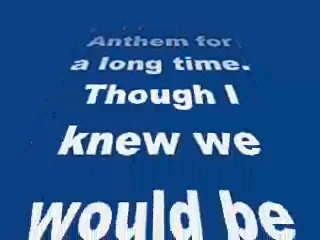 Anthem for
a long time.
Though I
knew we
would be